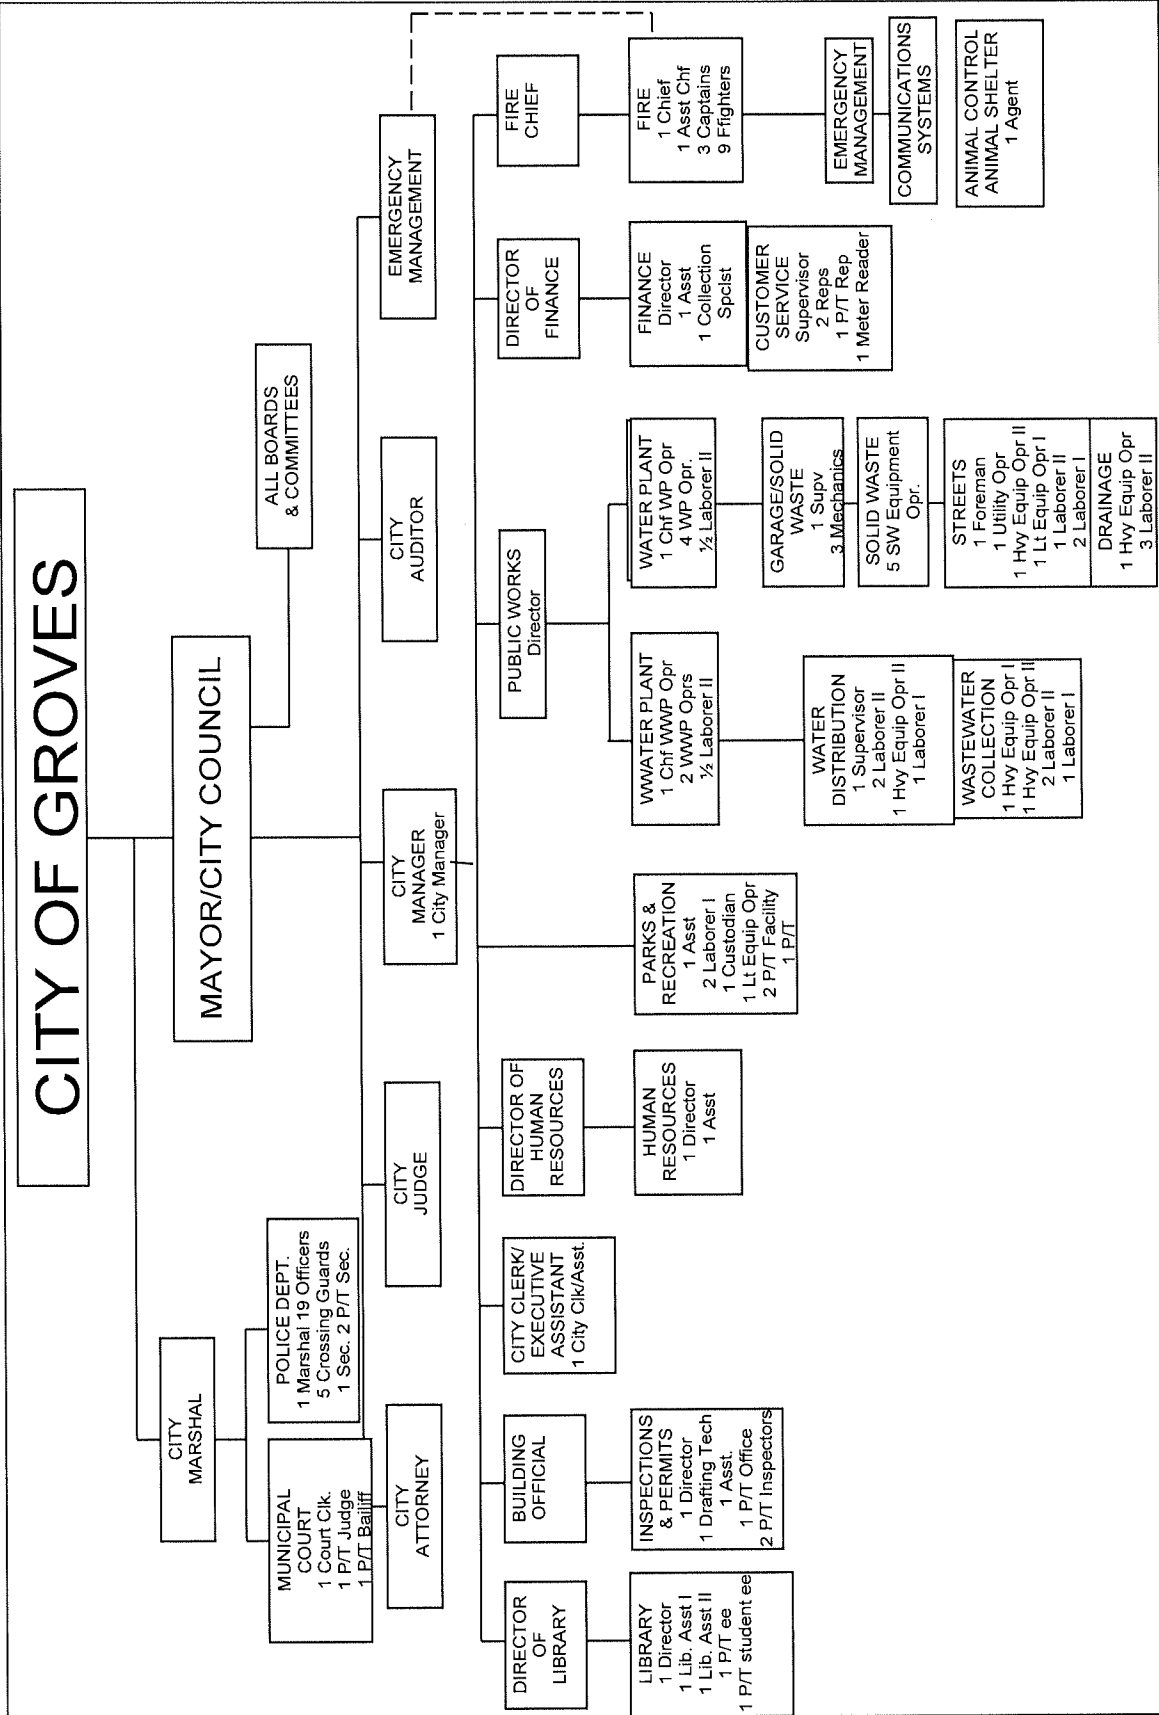 CITY OF GROVES
MAYOR/CITY COUNCIL
ALL BOARDS
& COMMITTEES
CITY
MARSHAL
MUNICIPAL
COURT
1 Court Clk.
1 P/T Judge
1 P/T Bailiff
POLICE DEPT.
1 Marshal 19 Officers
5 Crossing Guards
1 Sec. 2 P/T Sec.
CITY
ATTORNEY
CITY
JUDGE
CITY
MANAGER
1 City Manager
CITY
AUDITOR
EMERGENCY
MANAGEMENT
DIRECTOR
OF
LIBRARY
BUILDING
OFFICIAL
CITY CLERK/
EXECUTIVE
ASSISTANT
1 City Clk/Asst.
DIRECTOR OF
HUMAN
RESOURCES
PUBLIC WORKS
Director
DIRECTOR
OF
FINANCE
FIRE
CHIEF
LIBRARY
1 Director
1 Lib. Asst I
1 Lib. Asst II
1 P/T ee
1 P/T student ee
INSPECTIONS
& PERMITS
1 Director
1 Drafting Tech
1 Asst.
1 P/T Office
2 P/T Inspectors
HUMAN
RESOURCES
1 Director
1 Asst
PARKS &
RECREATION
1 Asst
2 Laborer I
1 Custodian
1 Lt Equip Opr
2 P/T Facility
1 P/T
WWATER PLANT
1 Chf WWP Opr
2 WWP Oprs
½ Laborer II
WATER
DISTRIBUTION
1 Supervisor
2 Laborer II
1 Hvy Equip Opr II
1 Laborer I
WASTEWATER
COLLECTION
1 Hvy Equip Opr I
1 Hvy Equip Opr II
2 Laborer II
1 Laborer I
WATER PLANT
1 Chf WP Opr
4 WP Opr.
½ Laborer II
GARAGE/SOLID
WASTE
1 Supv
3 Mechanics
SOLID WASTE
5 SW Equipment
Opr.
STREETS
1 Foreman
1 Utility Opr
1 Hvy Equip Opr II
1 Lt Equip Opr I
1 Laborer II
2 Laborer I
DRAINAGE
1 Hvy Equip Opr
3 Laborer II
FINANCE
Director
1 Asst
1 Collection
Spclst
CUSTOMER
SERVICE
Supervisor
2 Reps
1 P/T Rep
1 Meter Reader
FIRE
1 Chief
1 Asst Chf
3 Captains
9 Ffighters
EMERGENCY
MANAGEMENT
COMMUNICATIONS
SYSTEMS
ANIMAL CONTROL
ANIMAL SHELTER
1 Agent